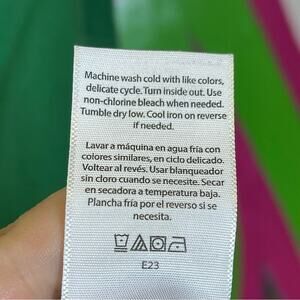 Machine wash cold with like colors,
delicate cycle. Turn inside out. Use
non-chlorine bleach when needed.
Tumble dry low. Cool iron on reverse
if needed.
Lavar a máquina en agua fría con
colores similares, en ciclo delicado.
Voltear al revés. Usar blanqueador
sin cloro cuando se necesite. Secar
en secadora a temperatura baja.
Plancha fría por el reverso si se
necesita.
E23